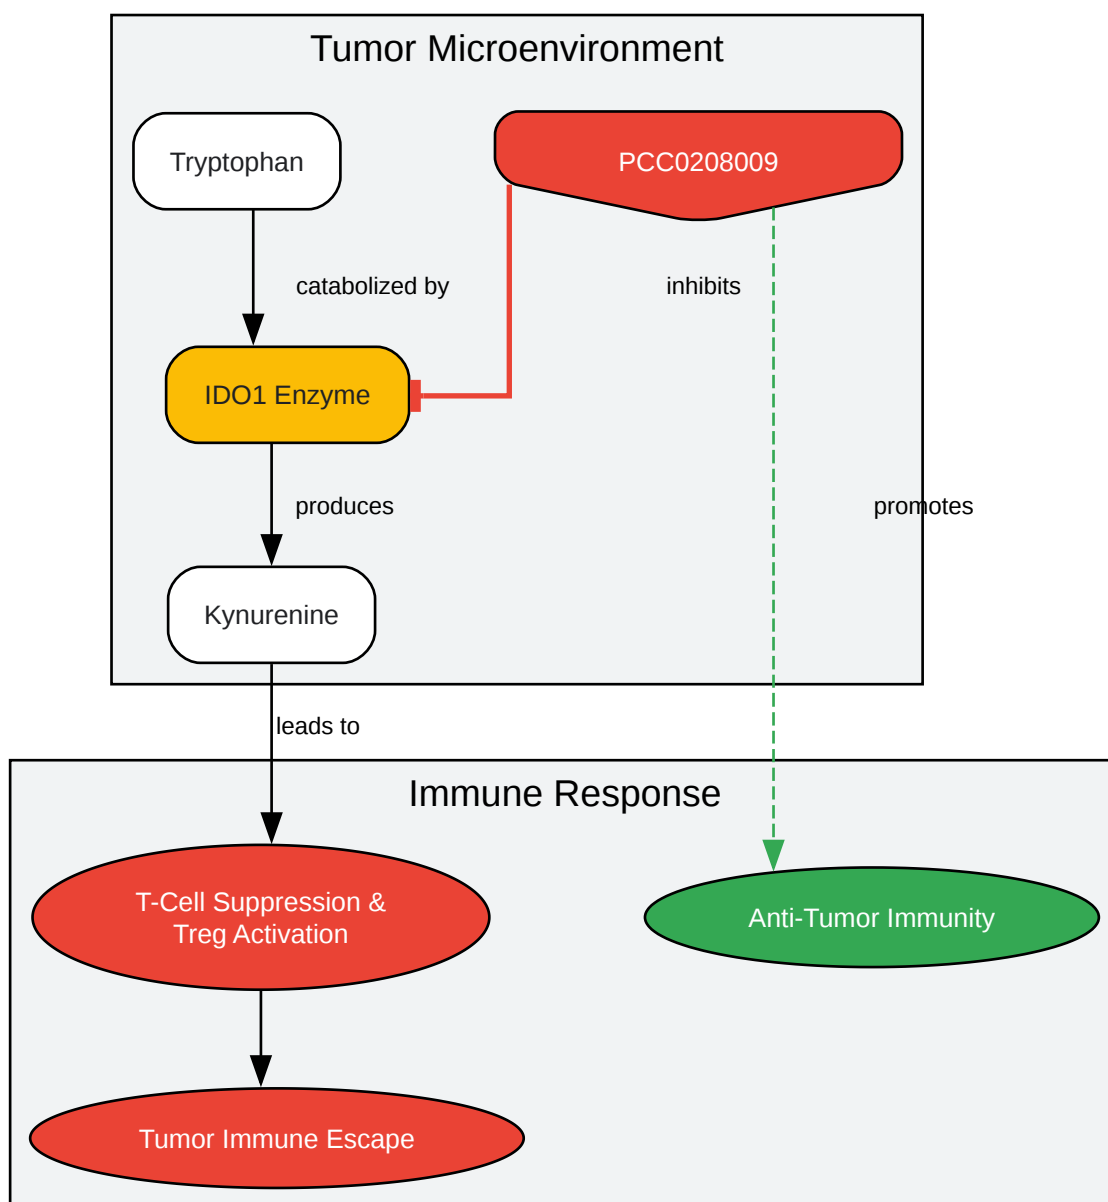 Tumor Microenvironment
Tryptophan
PCC0208009
catabolized by
inhibits
IDO1 Enzyme
produces
promotes
Kynurenine
leads to
Immune Response
T-Cell Suppression &
Treg Activation
Anti-Tumor Immunity
Tumor Immune Escape